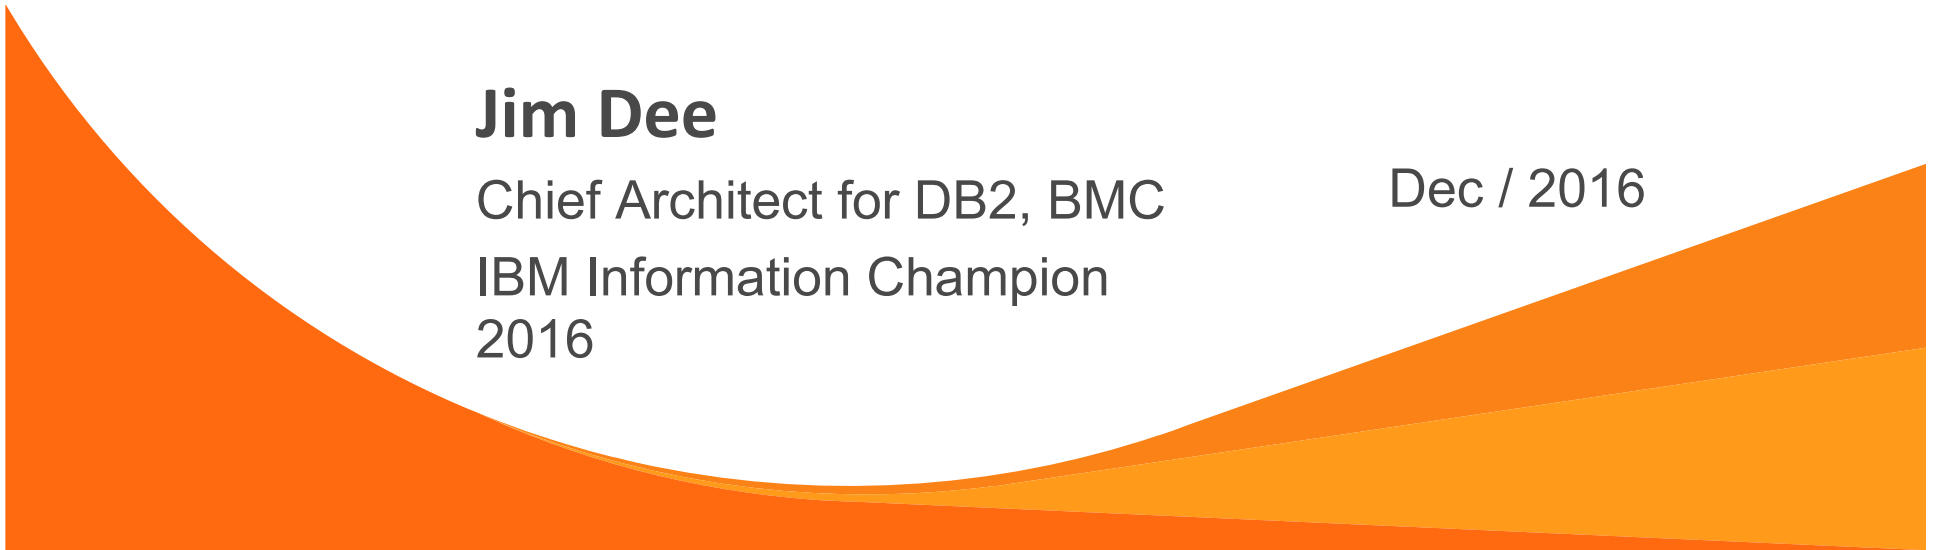 Jim Dee
Chief Architect for DB2, BMC
IBM Information Champion
2016
Dec / 2016